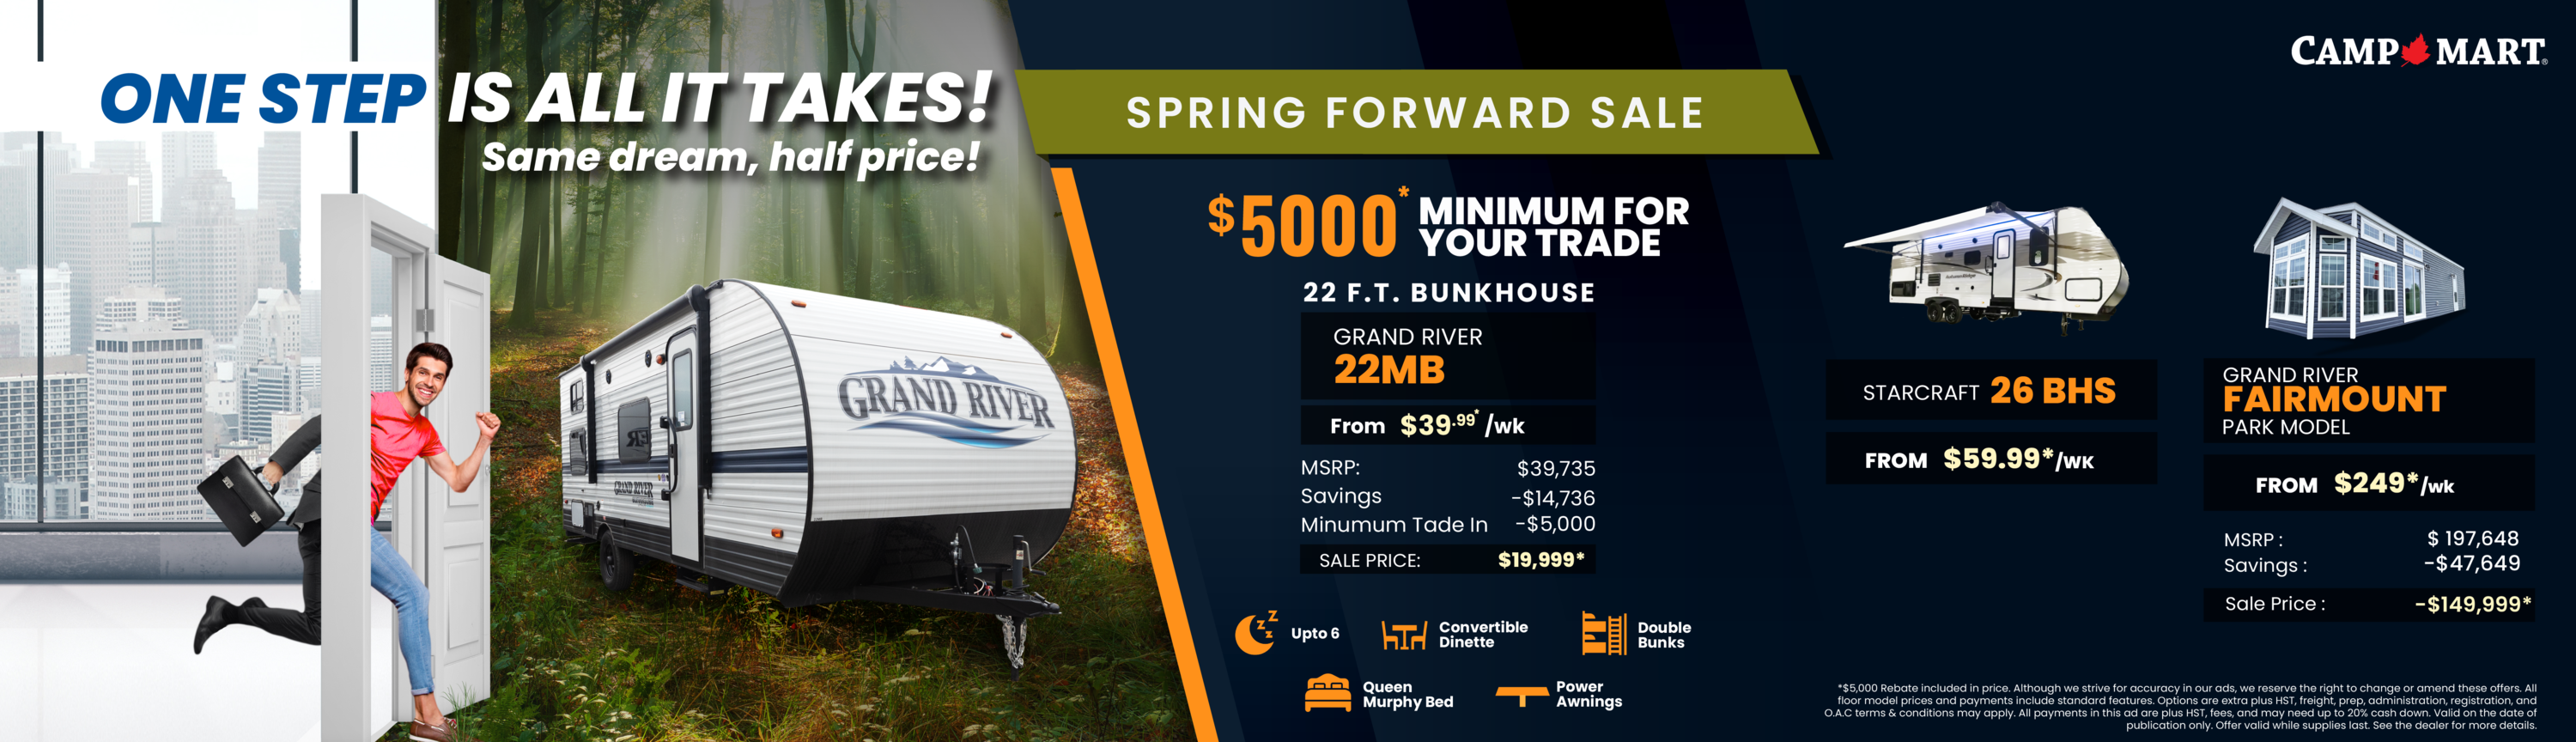 ONE STEP IS ALL IT TAKES!
Same dream, half price!
GRAND RIVER
GRAND RIVER
SPRING FORWARD SALE
CAMP MART®
$5000* MINIMUM FOR
YOUR TRADE
22 F.T. BUNKHOUSE
GRAND RIVER
22MB
From $39.99* /wk
MSRP: $39,735
Savings -$14,736
Minumum Tade In -$5,000
SALE PRICE: $19,999*
Upto 6
Convertible
Dinette
Double
Bunks
Queen
Murphy Bed
Power
Awnings
STARCRAFT 26 BHS
FROM $59.99*/WK
GRAND RIVER
FAIRMOUNT
PARK MODEL
FROM $249*/wk
MSRP : $ 197,648
Savings : -$47,649
Sale Price : -$149,999*
*$5,000 Rebate included in price. Although we strive for accuracy in our ads, we reserve the right to change or amend these offers. All
floor model prices and payments include standard features. Options are extra plus HST, freight, prep, administration, registration, and
O.A.C terms & conditions may apply. All payments in this ad are plus HST, fees, and may need up to 20% cash down. Valid on the date of
publication only. Offer valid while supplies last. See the dealer for more details.